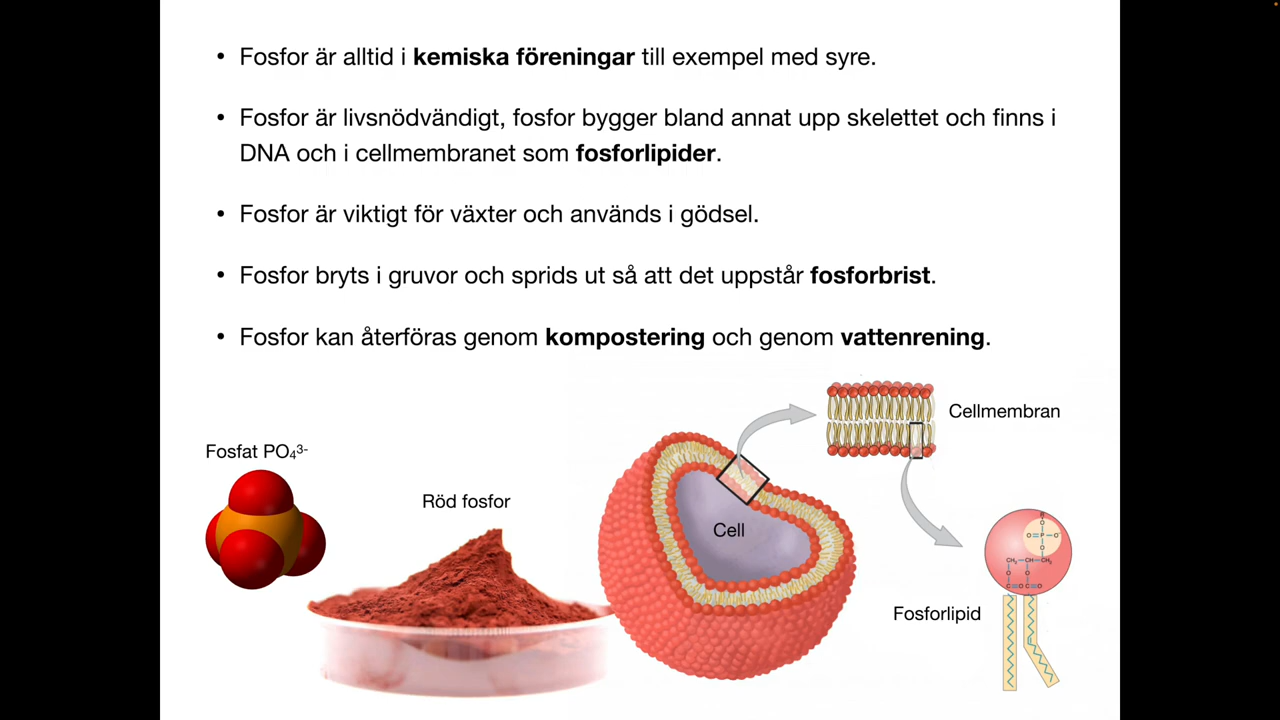 • Fosfor är alltid i kemiska föreningar till exempel med syre.
• Fosfor är livsnödvändigt, fosfor bygger bland annat upp skelettet och finns i
DNA och i cellmembranet som fosforlipider.
• Fosfor är viktigt för växter och används i gödsel.
• Fosfor bryts i gruvor och sprids ut så att det uppstår fosforbrist.
• Fosfor kan återföras genom kompostering och genom vattenrening.
Cellmembran
Fosfat PO₄³⁻
Röd fosfor
Cell
Fosforlipid